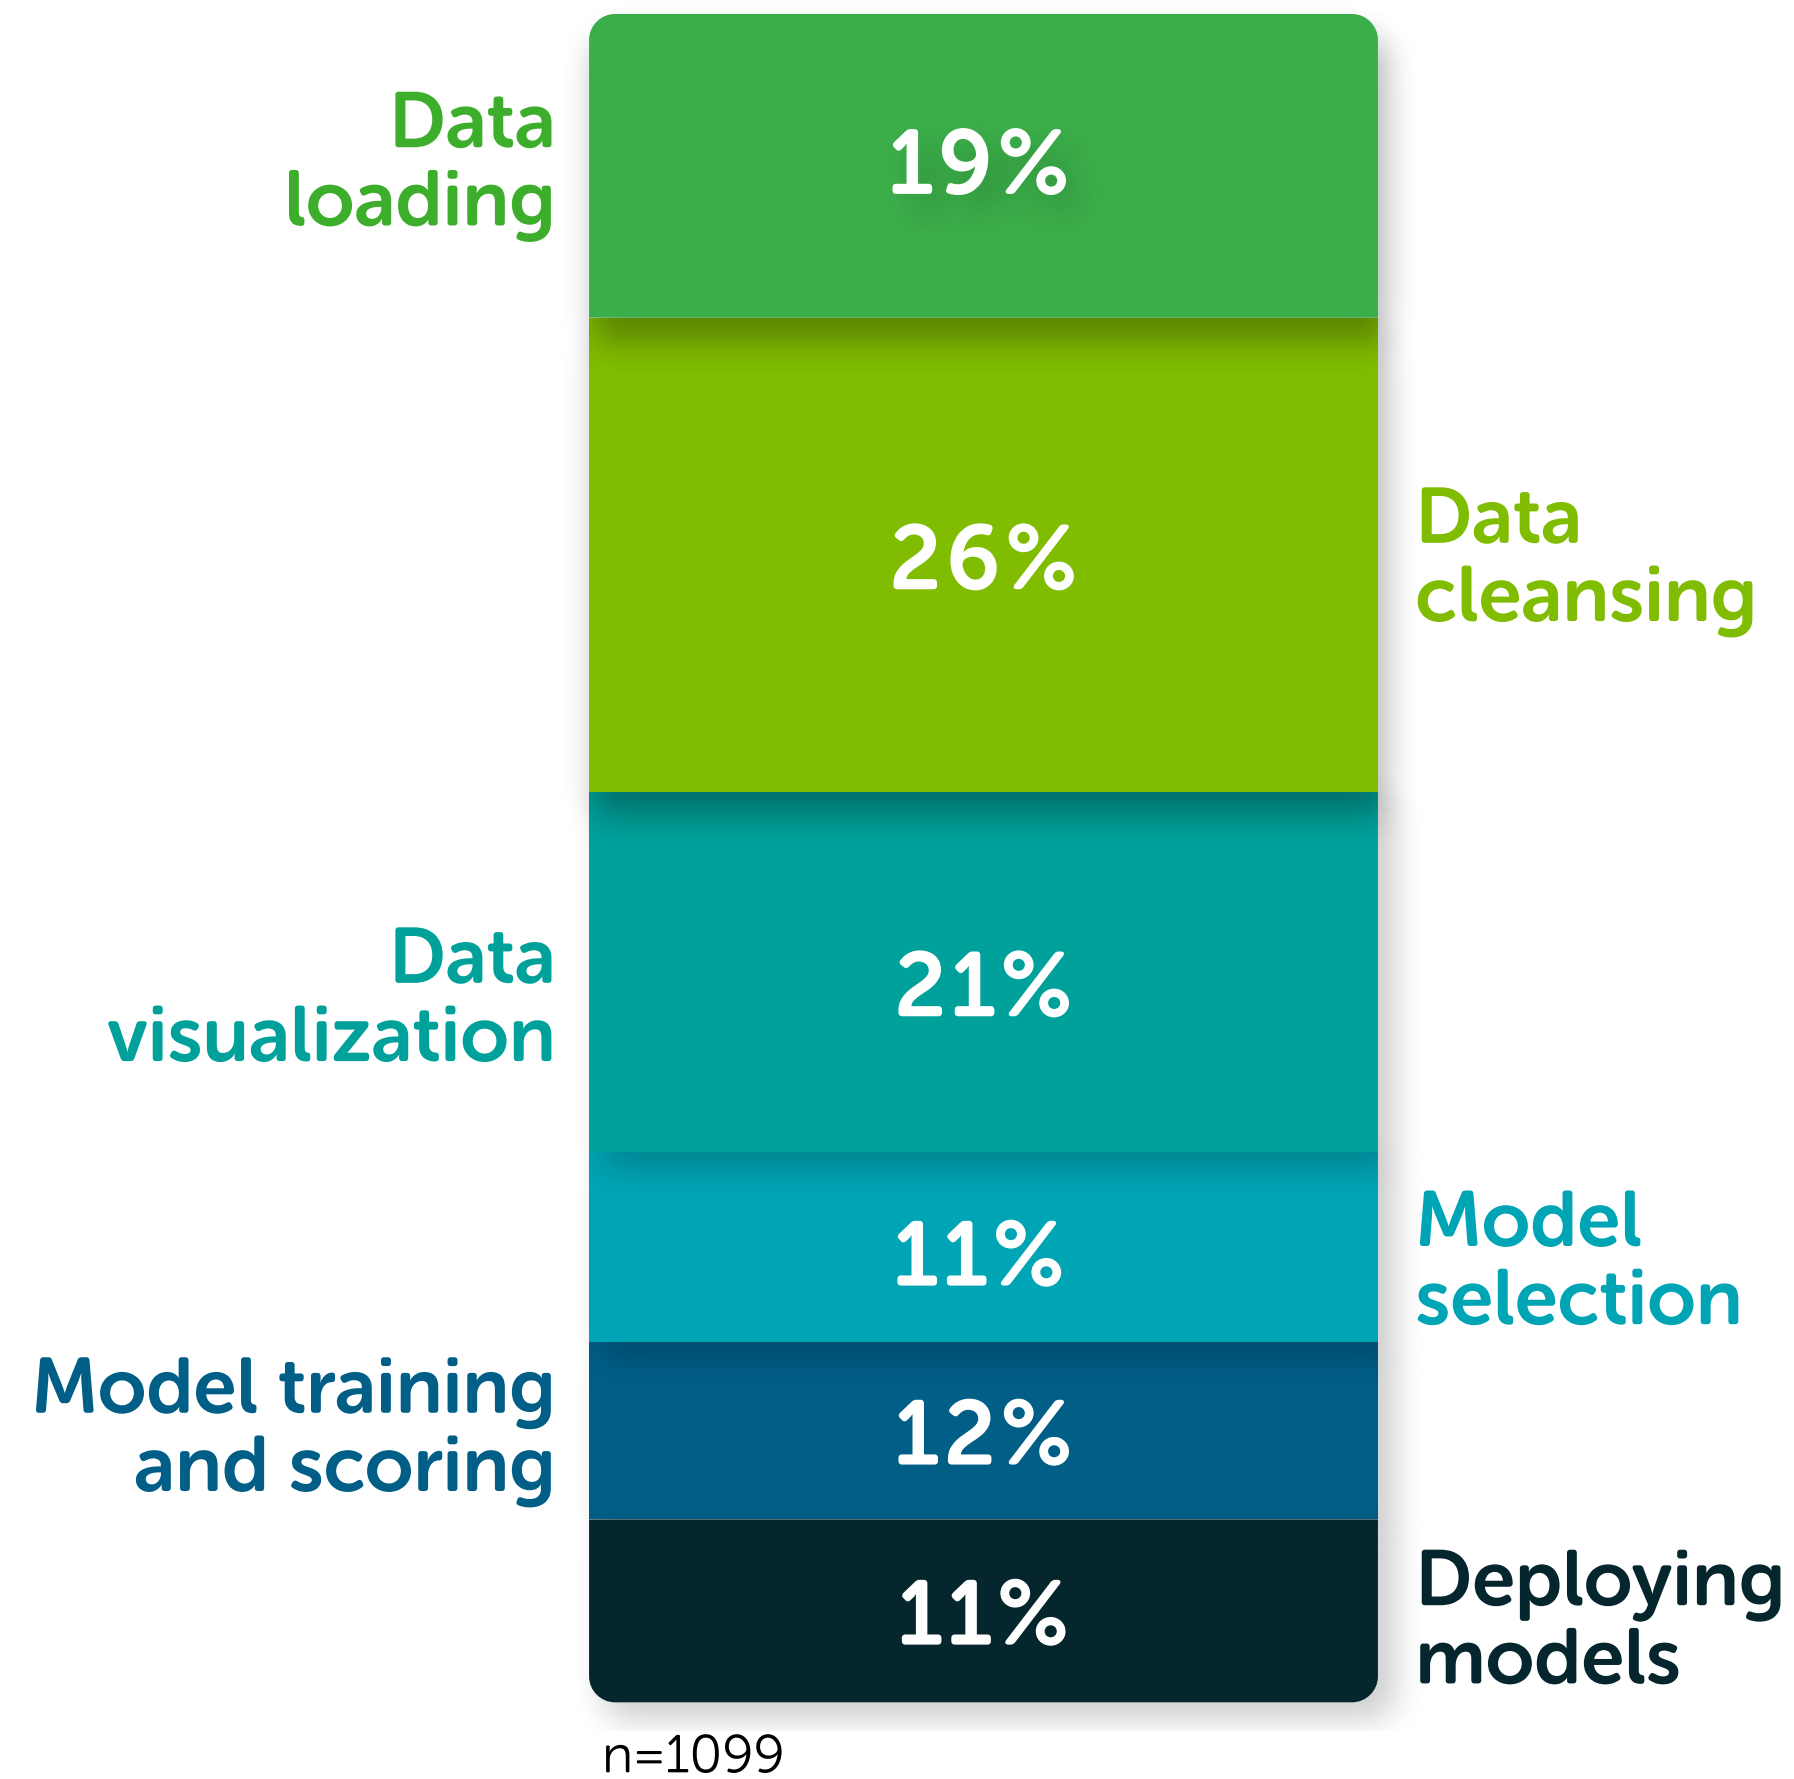 Data
loading
19%
26%
Data
cleansing
Data
visualization
21%
11%
Model
selection
Model training
and scoring
12%
11%
Deploying
models
n=1099